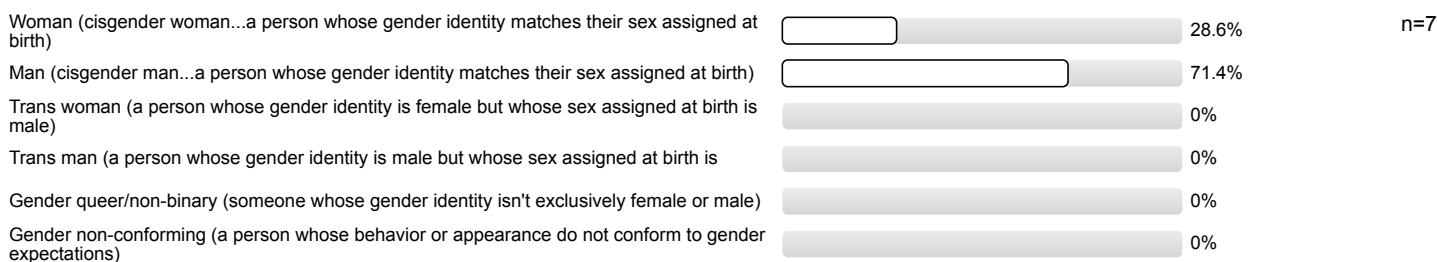 Woman (cisgender woman...a person whose gender identity matches their sex assigned at
birth)
28.6%
n=7
Man (cisgender man...a person whose gender identity matches their sex assigned at birth)
71.4%
Trans woman (a person whose gender identity is female but whose sex assigned at birth is
male)
0%
Trans man (a person whose gender identity is male but whose sex assigned at birth is
0%
Gender queer/non-binary (someone whose gender identity isn't exclusively female or male)
0%
Gender non-conforming (a person whose behavior or appearance do not conform to gender
expectations)
0%